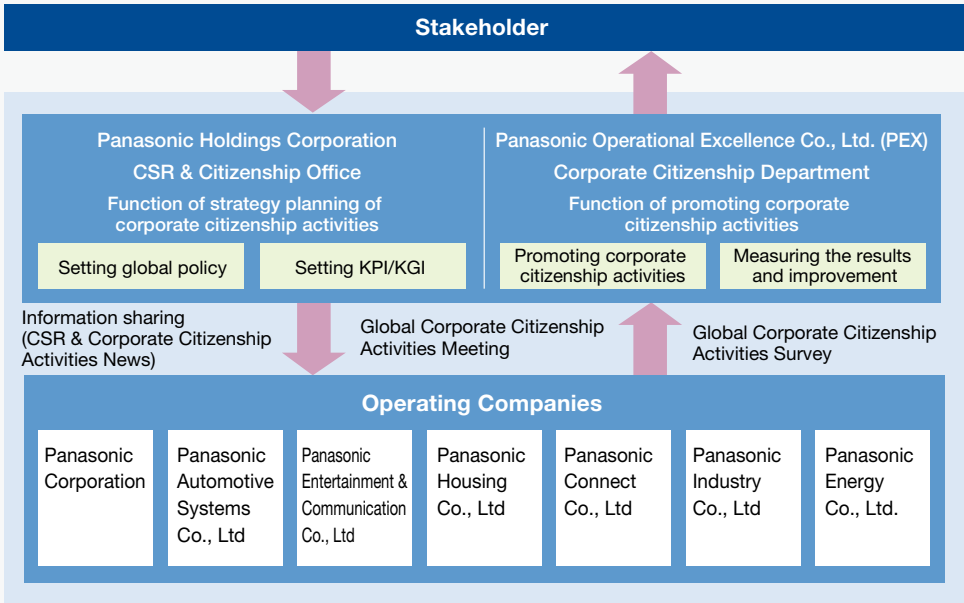 Stakeholder
Panasonic Holdings Corporation
CSR & Citizenship Office
Function of strategy planning of
corporate citizenship activities
Setting global policy
Setting KPI/KGI
Panasonic Operational Excellence Co., Ltd. (PEX)
Corporate Citizenship Department
Function of promoting corporate
citizenship activities
Promoting corporate
citizenship activities
Measuring the results
and improvement
Information sharing
(CSR & Corporate Citizenship
Activities News)
Global Corporate Citizenship
Activities Meeting
Global Corporate Citizenship
Activities Survey
Operating Companies
Panasonic
Corporation
Panasonic
Automotive
Systems
Co., Ltd
Panasonic
Entertainment &
Communication
Co., Ltd
Panasonic
Housing
Co., Ltd
Panasonic
Connect
Co., Ltd
Panasonic
Industry
Co., Ltd
Panasonic
Energy
Co., Ltd.